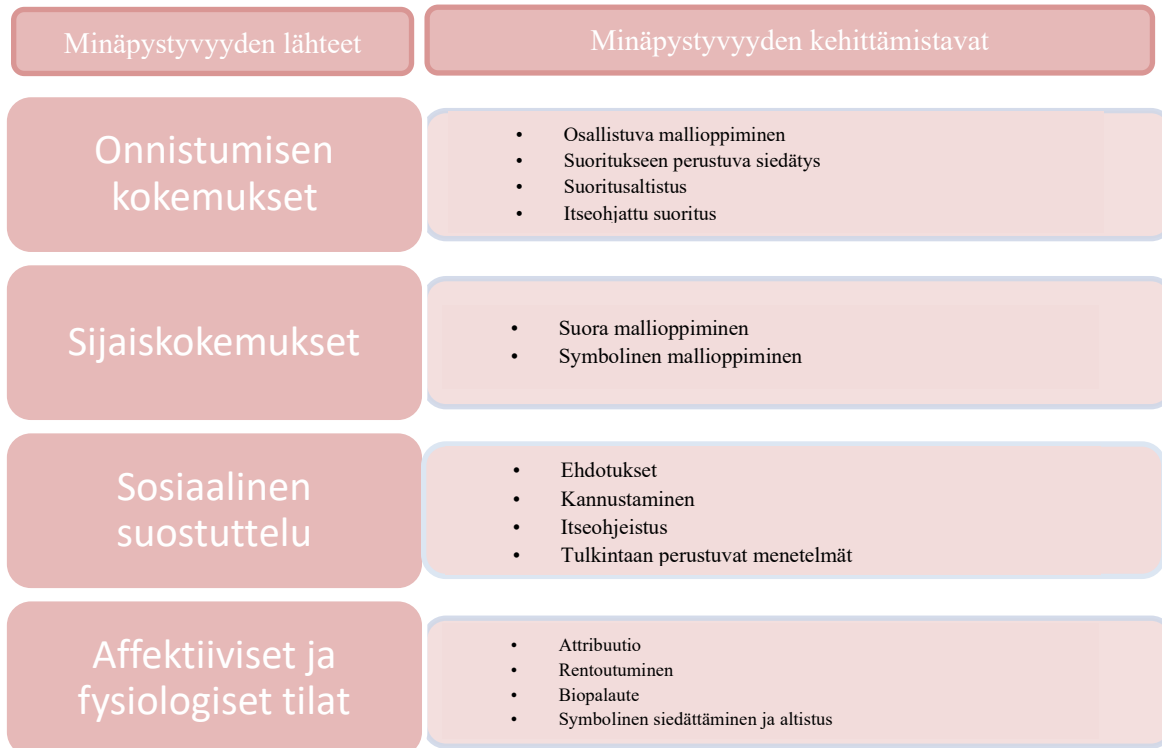 Minäpystyvyyden lähteet
Minäpystyvyyden kehittämistavat
Onnistumisen
kokemukset
• Osallistuva mallioppiminen
• Suoritukseen perustuva siedätys
• Suoritusaltistus
• Itseohjattu suoritus
Sijaiskokemukset
• Suora mallioppiminen
• Symbolinen mallioppiminen
Sosiaalinen
suostuttelu
• Ehdotukset
• Kannustaminen
• Itseohjeistus
• Tulkintaan perustuvat menetelmät
Affektiiviset ja
fysiologiset tilat
• Attribuutio
• Rentoutuminen
• Biopalaute
• Symbolinen siedättäminen ja altistus